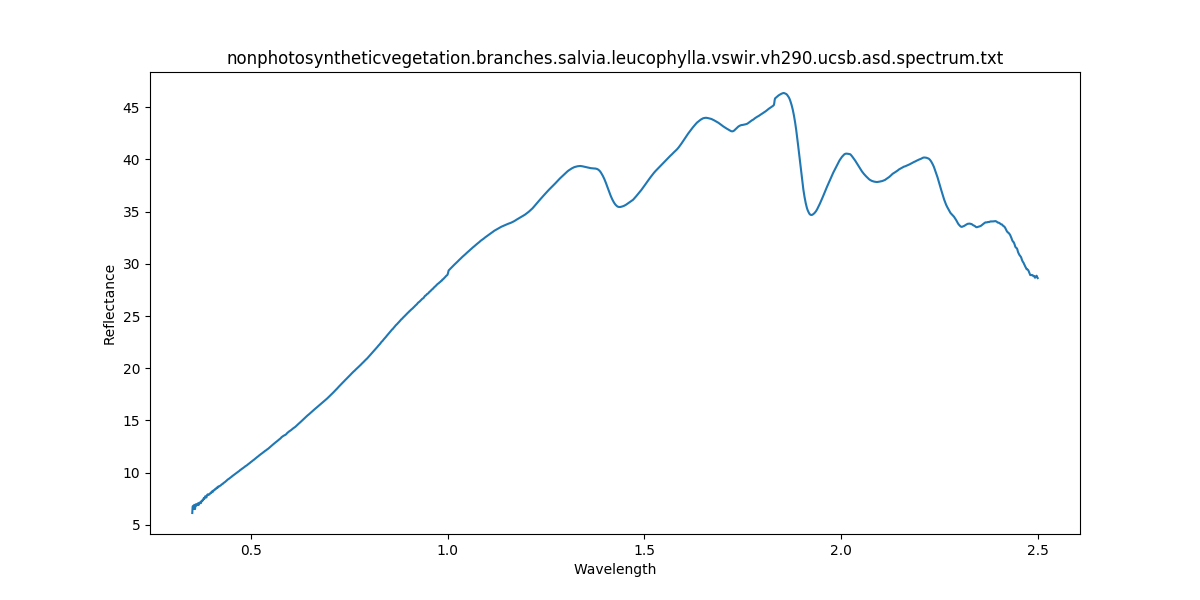 nonphotosyntheticvegetation.branches.salvia.leucophylla.vswir.vh290.ucsb.asd.spectrum.txt
45
40
35
30
25
20
15
10
5
Reflectance
0.5 1.0 1.5 2.0 2.5
Wavelength